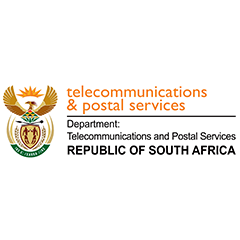 telecommunications
& postal services
Department:
Telecommunications and Postal Services
REPUBLIC OF SOUTH AFRICA